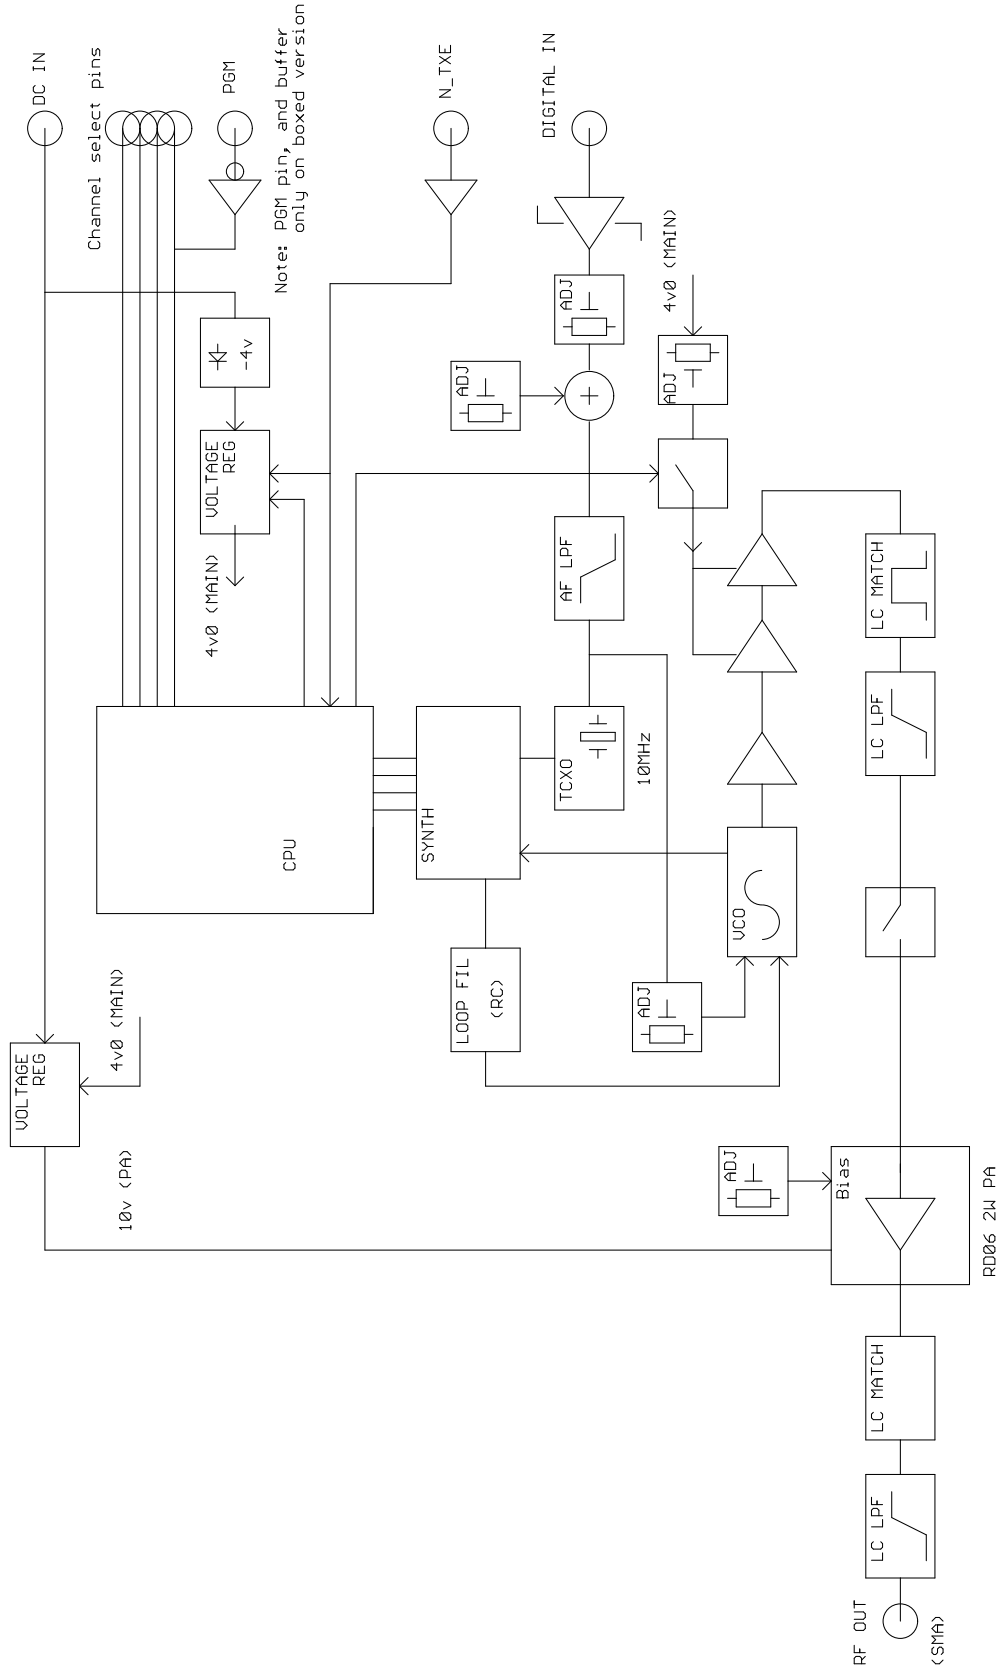 DC IN
Channel select pins
PGM
Note: PGM pin, and buffer
only on boxed version
N_TXE
DIGITAL IN
-4v
VOLTAGE
REG
4v0 (MAIN)
ADJ
ADJ
4v0 (MAIN)
ADJ
AF LPF
CPU
SYNTH
TCXO
10MHz
LC MATCH
LC LPF
VCO
LOOP FIL
(RC)
ADJ
VOLTAGE
REG
4v0 (MAIN)
10v (PA)
ADJ
Bias
RD06 2W PA
LC MATCH
LC LPF
RF OUT
(SMA)